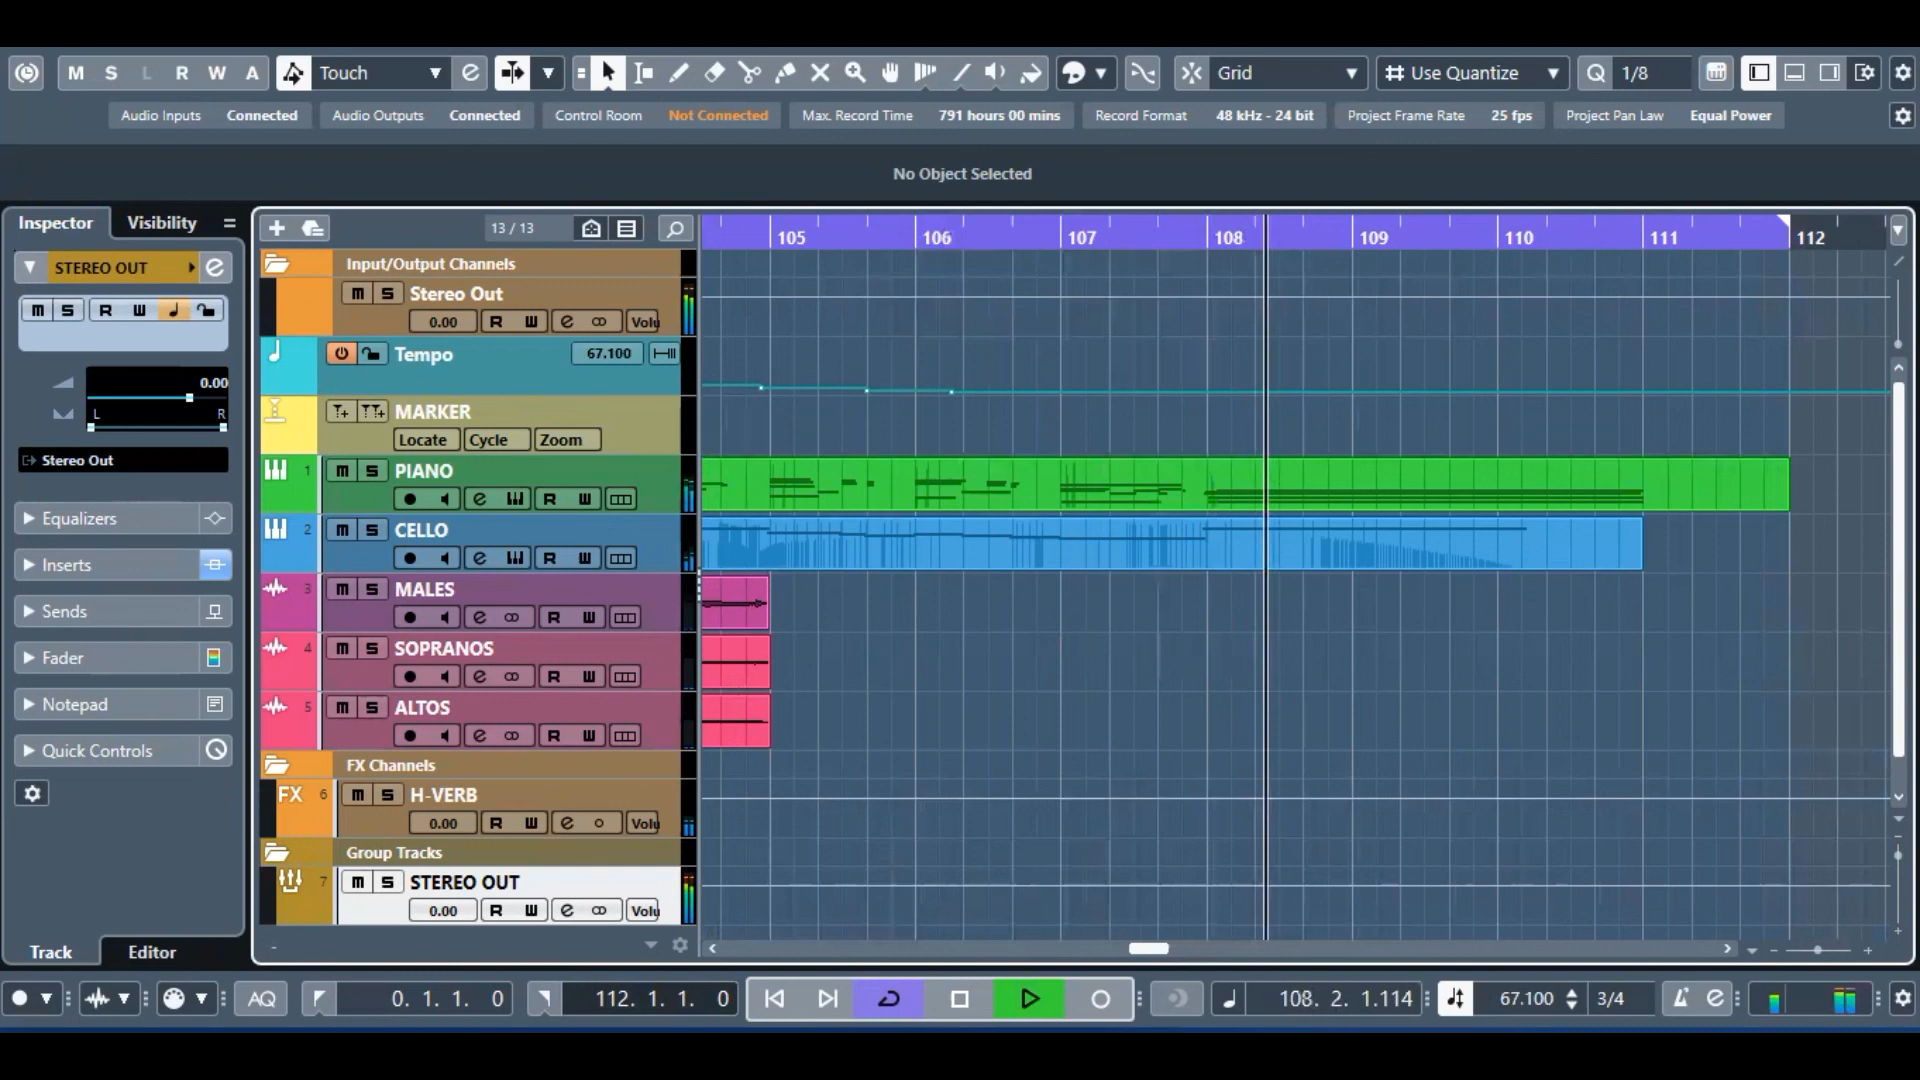 M S L R W A Touch Grid Use Quantize Q 1/8
Audio Inputs Connected Audio Outputs Connected Control Room Not Connected Max. Record Time 791 hours 00 mins Record Format 48 kHz - 24 bit Project Frame Rate 25 fps Project Pan Law Equal Power
No Object Selected
Inspector Visibility
13 / 13
105 106 107 108 109 110 111 112
STEREO OUT e
m S R W
0.00
L R
Stereo Out
Equalizers
Inserts
Sends
Fader
Notepad
Quick Controls
Input/Output Channels
m S Stereo Out
0.00 R W e Volu
Tempo 67.100
MARKER
Locate Cycle Zoom
1 m S PIANO
e R W
2 m S CELLO
e R W
3 m S MALES
e R W
4 m S SOPRANOS
e R W
5 m S ALTOS
e R W
FX Channels
FX 6 m S H-VERB
0.00 R W e Volu
Group Tracks
7 m S STEREO OUT
0.00 R W e Volu
Track Editor
AQ 0. 1. 1. 0 112. 1. 1. 0 108. 2. 1.114 67.100 3/4 e